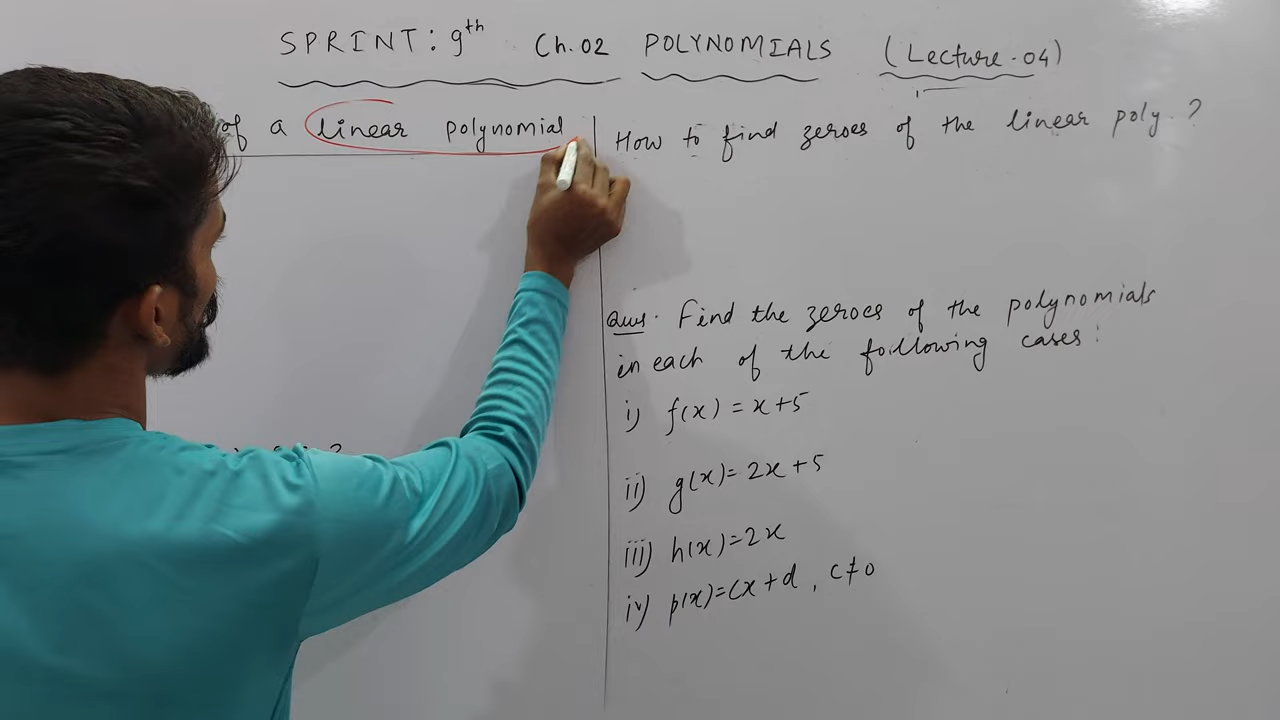 SPRINT: 9th Ch. 02 POLYNOMIALS (Lecture-04)
of a linear polynomial
How to find zeroes of the linear poly. ?
Ques. Find the zeroes of the polynomials
in each of the following cases:
i) f(x) = x+5
ii) g(x)= 2x+5
iii) h(x)=2x
iv) p(x)=cx+d, c≠0